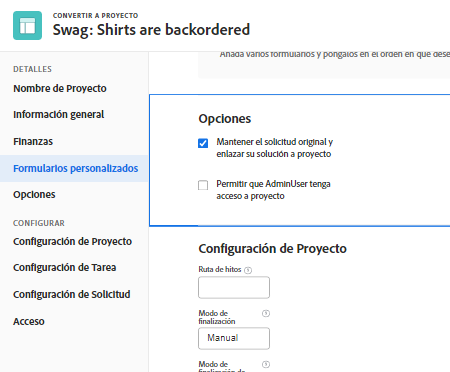 CONVERTIR A PROYECTO
Swag: Shirts are backordered
DETALLES
Nombre de Proyecto
Información general
Finanzas
Formularios personalizados
Opciones
CONFIGURAR
Configuración de Proyecto
Configuración de Tarea
Configuración de Solicitud
Acceso
Añada varios formularios y póngalos en el orden en que dese
Opciones
Mantener el solicitud original y
enlazar su solución a proyecto
Permitir que AdminUser tenga
acceso a proyecto
Configuración de Proyecto
Ruta de hitos
Modo de
finalización
Manual
Modo de
finalización de